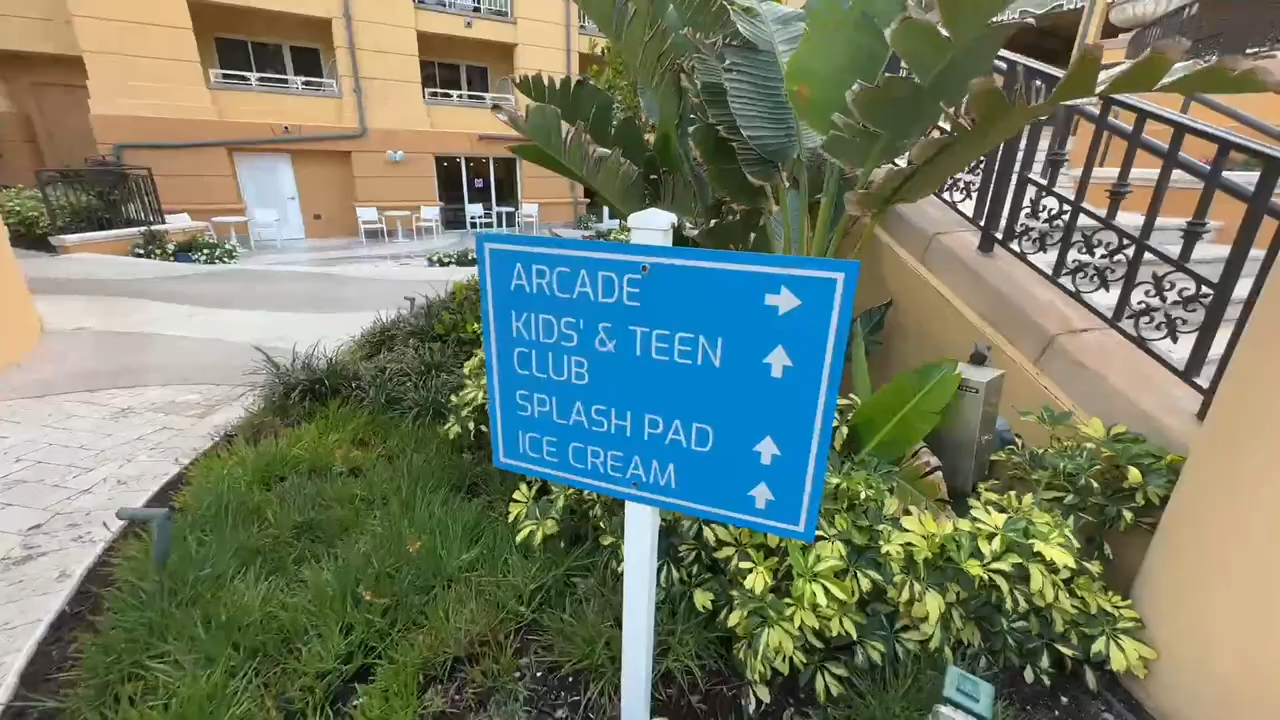 ARCADE
KIDS' & TEEN
CLUB
SPLASH PAD
ICE CREAM